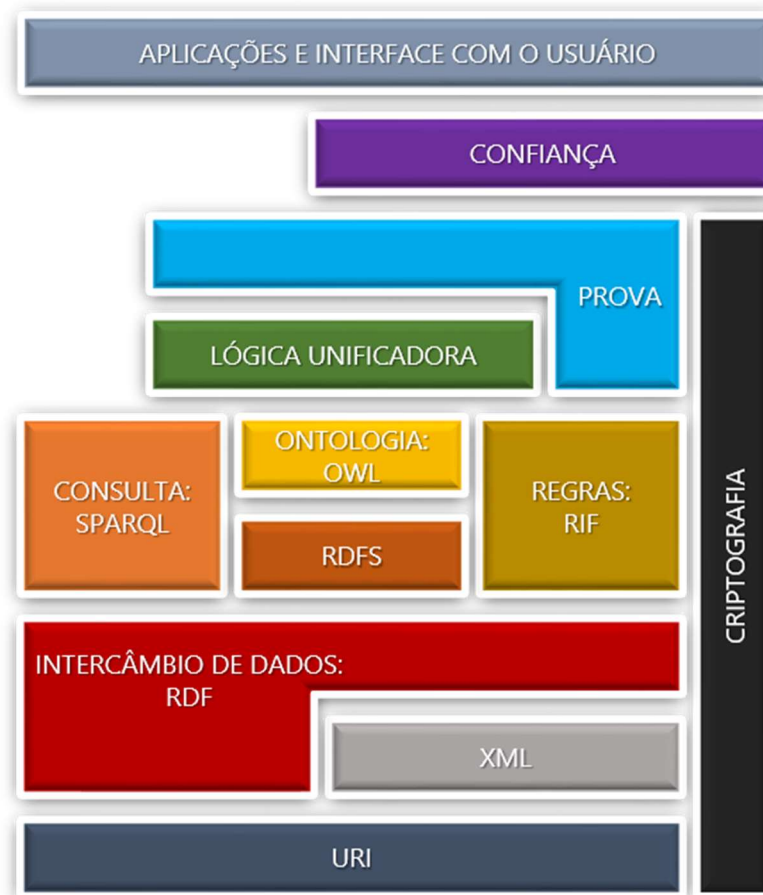 APLICAÇÕES E INTERFACE COM O USUÁRIO
CONFIANÇA
PROVA
LÓGICA UNIFICADORA
CONSULTA:
SPARQL
ONTOLOGIA:
OWL
RDFS
REGRAS:
RIF
CRIPTOGRAFIA
INTERCÂMBIO DE DADOS:
RDF
XML
URI